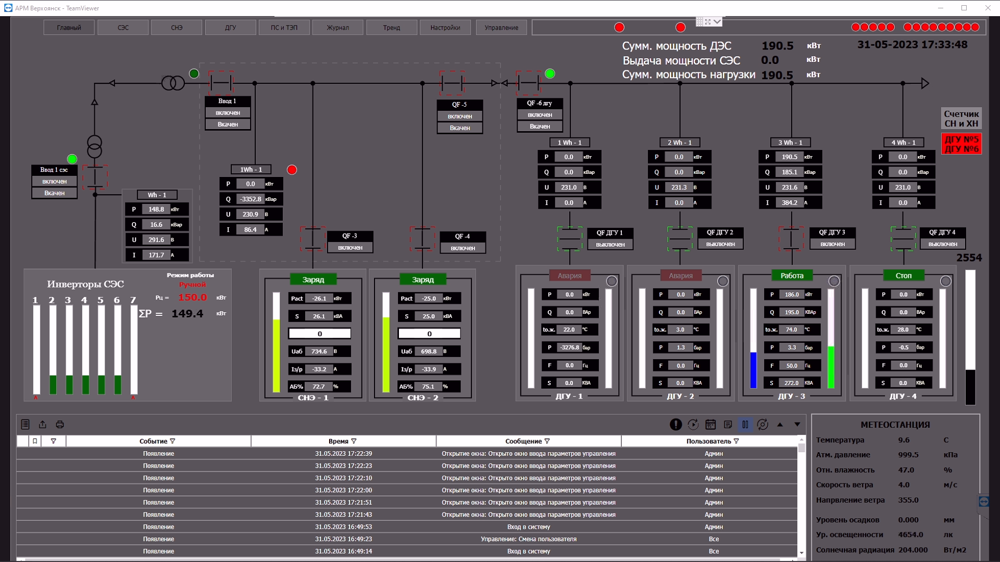 АРМ Верхоянск - TeamViewer
Главный
СЭС
СНЭ
ДГУ
ПС и ТЭП
Журнал
Тренд
Настройки
Управление
Сумм. мощность ДЭС 190.5 кВт
Выдача мощности СЭС 0.0 кВт
Сумм. мощность нагрузки 190.5 кВт
31-05-2023 17:33:48
Ввод 1
включен
Вкачен
QF -5
включен
Вкачен
QF -6 дгу
включен
Вкачен
Счетчик
СН и ХН
ДГУ №5
ДГУ №6
Ввод 1 сэс
включен
Вкачен
Wh - 1
P 148.8 кВт
Q 16.6 кВар
U 291.6 В
I 171.7 А
1Wh - 1
P 0.0 кВт
Q -3352.8 кВар
U 230.9 В
I 86.4 А
1 Wh - 1
P 0.0 кВт
Q 0.0 кВар
U 231.0 В
I 0.0 А
2 Wh - 1
P 0.0 кВт
Q 0.0 кВар
U 231.3 В
I 0.0 А
3 Wh - 1
P 190.5 кВт
Q 185.1 кВар
U 231.6 В
I 384.2 А
4 Wh - 1
P 0.0 кВт
Q 0.0 кВар
U 231.0 В
I 0.0 А
QF -3
включен
QF -4
включен
QF ДГУ 1
выключен
QF ДГУ 2
выключен
QF ДГУ 3
включен
QF ДГУ 4
выключен
2554
Режим работы
Инверторы СЭС
Ручной
Рц = 150.0 кВт
1 2 3 4 5 6 7
ΣP = 149.4 кВт
А А
Заряд
Pact -26.1 кВт
S 26.1 кВА
0
Uаб 734.6 В
Iз/р -33.2 А
АБ% 72.7 %
СНЭ - 1
Заряд
Pact -25.0 кВт
S 25.0 кВА
0
Uаб 698.8 В
Iз/р -33.9 А
АБ% 75.1 %
СНЭ - 2
Авария
P 0.0 кВт
Q 0.0 ВАр
tо.ж. 22.0 °С
P -3276.8 бар
F 0.0 Гц
S 0.0 КВА
ДГУ - 1
Авария
P 0.0 кВт
Q 0.0 ВАр
tо.ж. 3.0 °С
P 1.3 бар
F 0.0 Гц
S 0.0 КВА
ДГУ - 2
Работа
P 186.0 кВт
Q 195.0 КВАр
tо.ж. 74.0 °С
P 3.3 бар
F 50.0 Гц
S 272.0 КВА
ДГУ - 3
Стоп
P 0.0 кВт
Q 0.0 ВАр
tо.ж. 28.0 °С
P -0.5 бар
F 0.0 Гц
S 0.0 КВА
ДГУ - 4
Событие Время Сообщение Пользователь
Появление 31.05.2023 17:22:39 Открытие окна: Открыто окно ввода параметров управления Админ
Появление 31.05.2023 17:22:23 Открытие окна: Открыто окно ввода параметров управления Админ
Появление 31.05.2023 17:22:10 Открытие окна: Открыто окно ввода параметров управления Админ
Появление 31.05.2023 17:22:00 Открытие окна: Открыто окно ввода параметров управления Админ
Появление 31.05.2023 17:21:51 Открытие окна: Открыто окно ввода параметров управления Админ
Появление 31.05.2023 17:21:43 Открытие окна: Открыто окно ввода параметров управления Админ
Появление 31.05.2023 16:49:53 Вход в систему Админ
Появление 31.05.2023 16:49:23 Управление: Смена пользователя Все
Появление 31.05.2023 16:49:14 Вход в систему Все
МЕТЕОСТАНЦИЯ
Температура 9.6 С
Атм. давление 999.5 кПа
Отн. влажность 47.0 %
Скорость ветра 4.0 м/с
Напрвление ветра 355.0
Уровень осадков 0.000 мм
Ур. освещенности 4654.0 лк
Солнечная радиация 204.000 Вт/м2